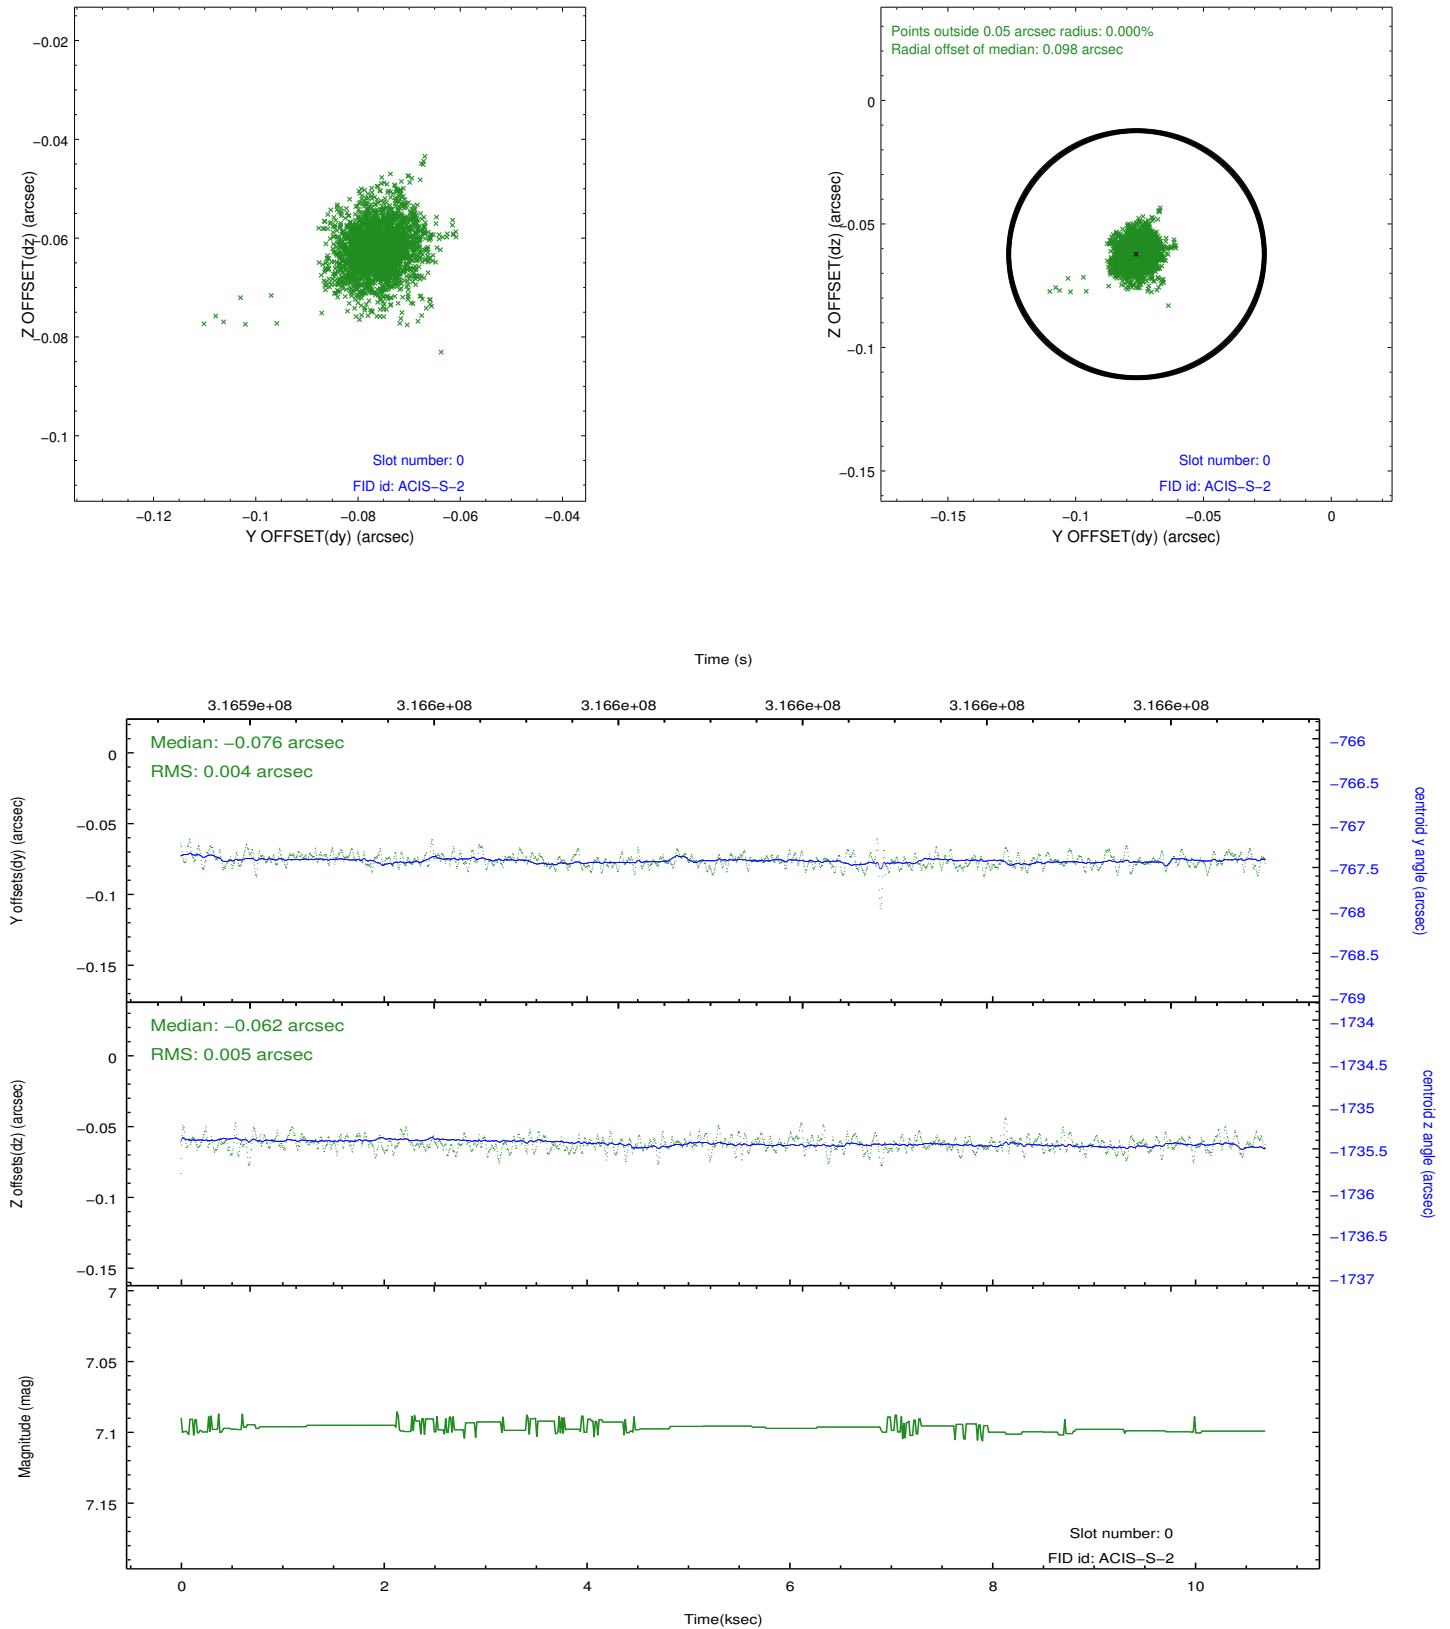 −0.02
−0.04
−0.06
−0.08
−0.1
Z OFFSET(dz) (arcsec)
Slot number: 0
FID id: ACIS−S−2
−0.12
−0.1
−0.08
−0.06
−0.04
Y OFFSET(dy) (arcsec)
Points outside 0.05 arcsec radius: 0.000%
Radial offset of median: 0.098 arcsec
0
−0.05
−0.1
−0.15
Z OFFSET(dz) (arcsec)
Slot number: 0
FID id: ACIS−S−2
−0.15
−0.1
−0.05
0
Y OFFSET(dy) (arcsec)
Time (s)
3.1659e+08
3.166e+08
3.166e+08
3.166e+08
3.166e+08
3.166e+08
Median: −0.076 arcsec
RMS: 0.004 arcsec
0
−0.05
−0.1
−0.15
Y offsets(dy) (arcsec)
−766
−766.5
−767
−767.5
−768
−768.5
−769
centroid y angle (arcsec)
Median: −0.062 arcsec
RMS: 0.005 arcsec
0
−0.05
−0.1
−0.15
Z offsets(dz) (arcsec)
−1734
−1734.5
−1735
−1735.5
−1736
−1736.5
−1737
centroid z angle (arcsec)
7
7.05
7.1
7.15
Magnitude (mag)
Slot number: 0
FID id: ACIS−S−2
0
2
4
6
8
10
Time(ksec)